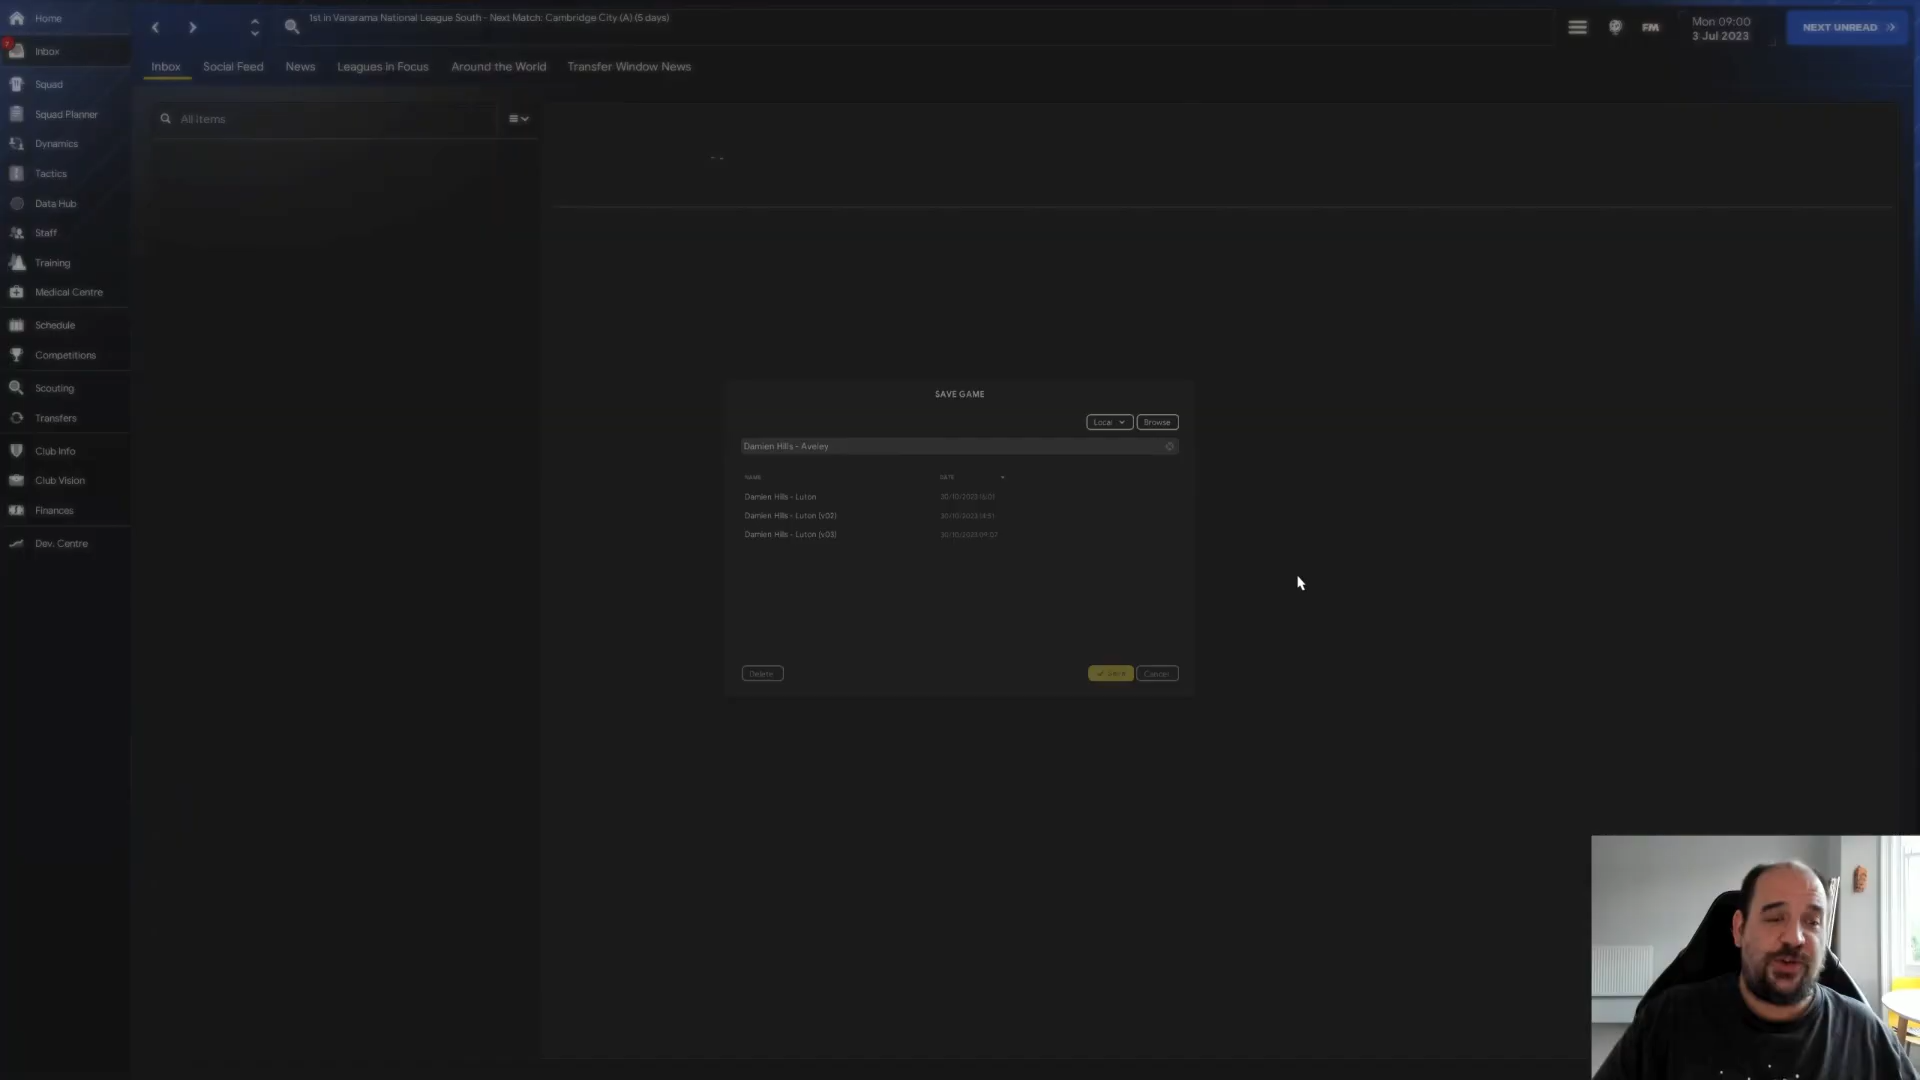 Home
1st in Vanarama National League South - Next Match: Cambridge City (A) (5 days)
FM
Mon 09:00
3 Jul 2023
NEXT UNREAD
7
Inbox
Inbox
Social Feed
News
Leagues in Focus
Around the World
Transfer Window News
Squad
Squad Planner
Dynamics
Tactics
Data Hub
Staff
Training
Medical Centre
Schedule
Competitions
Scouting
Transfers
Club Info
Club Vision
Finances
Dev. Centre
All Items
SAVE GAME
Local
Browse
Damien Hills - Aveley
NAME
DATE
Damien Hills - Luton
Damien Hills - Luton (v02)
Damien Hills - Luton (v03)
Delete
Save
Cancel